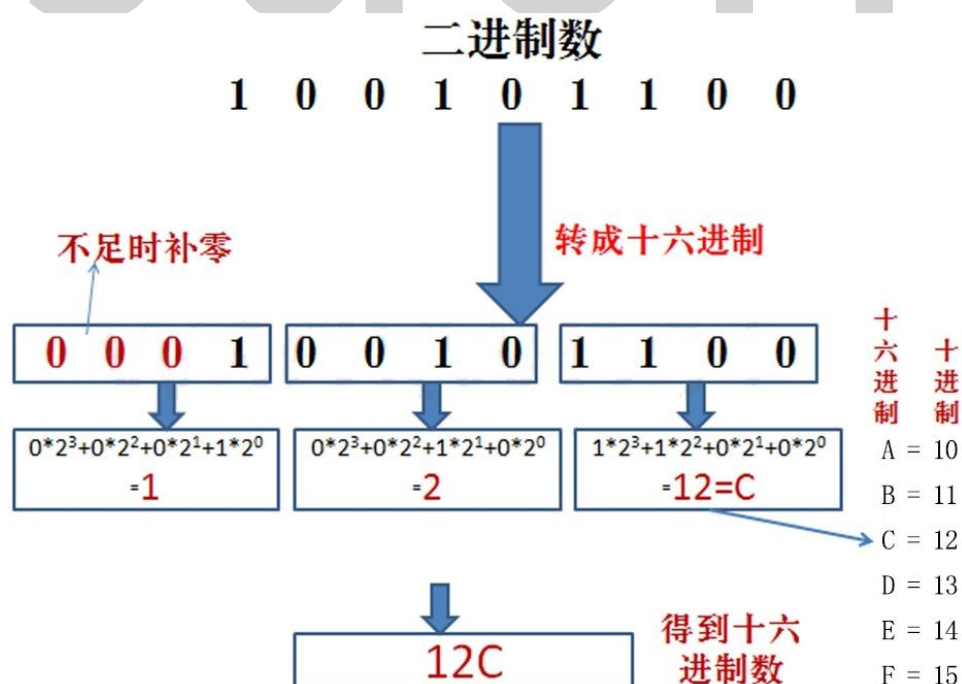 二进制数
1 0 0 1 0 1 1 0 0
转成十六进制
不足时补零
0 0 0 1
0 0 1 0
1 1 0 0
0*2³+0*2²+0*2¹+1*2⁰
=1
0*2³+0*2²+1*2¹+0*2⁰
=2
1*2³+1*2²+0*2¹+0*2⁰
=12=C
十六进制
十进制
A = 10
B = 11
C = 12
D = 13
E = 14
F = 15
12C
得到十六
进制数